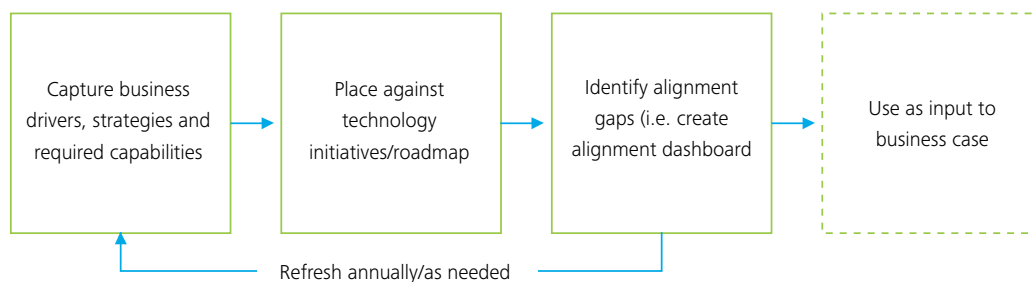 Capture business
drivers, strategies and
required capabilities
Place against
technology
initiatives/roadmap
Identify alignment
gaps (i.e. create
alignment dashboard
Use as input to
business case
Refresh annually/as needed